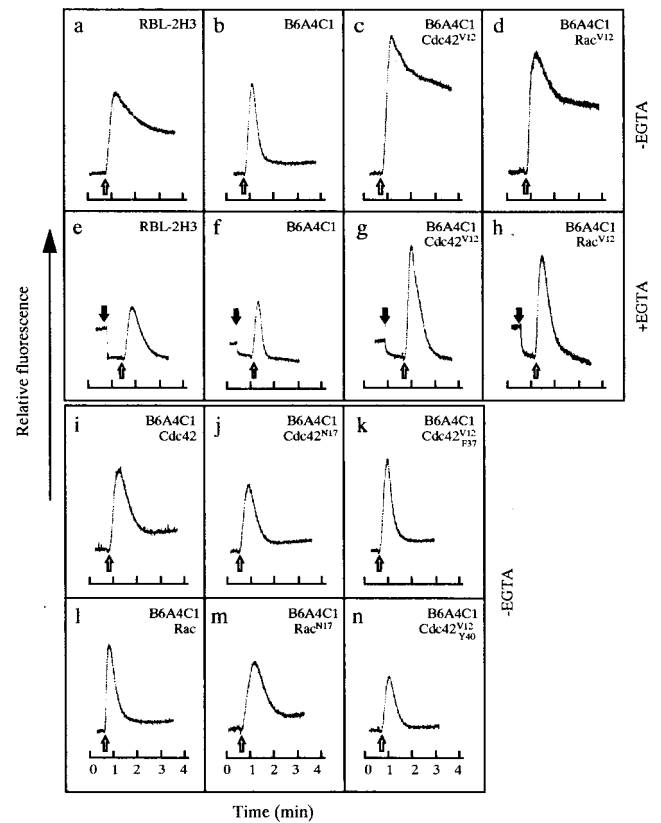 a RBL-2H3
b B6A4C1
c B6A4C1
Cdc42V12
d B6A4C1
RacV12
-EGTA
e RBL-2H3
f B6A4C1
g B6A4C1
Cdc42V12
h B6A4C1
RacV12
+EGTA
Relative fluorescence
i B6A4C1
Cdc42
j B6A4C1
Cdc42N17
k B6A4C1
Cdc42V12
F37
-EGTA
l B6A4C1
Rac
m B6A4C1
RacN17
n B6A4C1
Cdc42V12
Y40
0 1 2 3 4
0 1 2 3 4
0 1 2 3 4
Time (min)